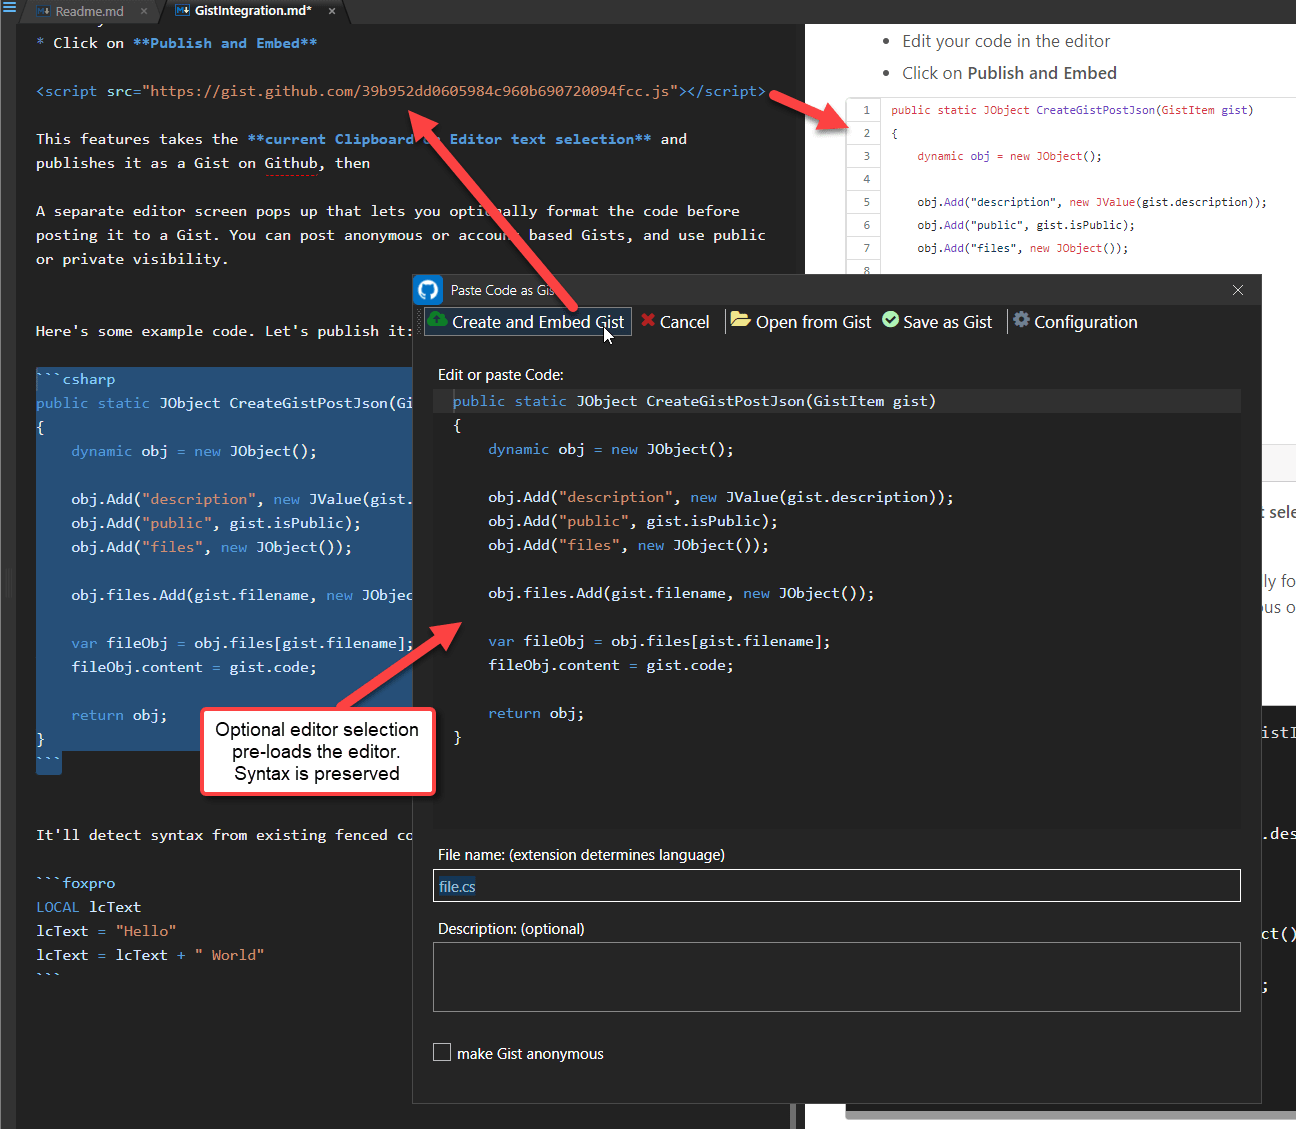 Readme.md ×
GistIntegration.md* ×
* Click on **Publish and Embed**
<script src="https://gist.github.com/39b952dd0605984c960b690720094fcc.js"></script>
This features takes the **current Clipboard or Editor text selection** and
publishes it as a Gist on Github, then
A separate editor screen pops up that lets you optionally format the code before
posting it to a Gist. You can post anonymous or account based Gists, and use public
or private visibility.
Here's some example code. Let's publish it:
```csharp
public static JObject CreateGistPostJson(Gi
{
dynamic obj = new JObject();
obj.Add("description", new JValue(gist.
obj.Add("public", gist.isPublic);
obj.Add("files", new JObject());
obj.files.Add(gist.filename, new JObjec
var fileObj = obj.files[gist.filename];
fileObj.content = gist.code;
return obj;
}
```
Optional editor selection
pre-loads the editor.
Syntax is preserved
It'll detect syntax from existing fenced co
```foxpro
LOCAL lcText
lcText = "Hello"
lcText = lcText + " World"
```
• Edit your code in the editor
• Click on Publish and Embed
1 public static JObject CreateGistPostJson(GistItem gist)
2 {
3 dynamic obj = new JObject();
4
5 obj.Add("description", new JValue(gist.description));
6 obj.Add("public", gist.isPublic);
7 obj.Add("files", new JObject());
8
Paste Code as Gis
Create and Embed Gist Cancel Open from Gist Save as Gist Configuration
Edit or paste Code:
public static JObject CreateGistPostJson(GistItem gist)
{
dynamic obj = new JObject();
obj.Add("description", new JValue(gist.description));
obj.Add("public", gist.isPublic);
obj.Add("files", new JObject());
obj.files.Add(gist.filename, new JObject());
var fileObj = obj.files[gist.filename];
fileObj.content = gist.code;
return obj;
}
File name: (extension determines language)
file.cs
Description: (optional)
make Gist anonymous
t sele
ly fo
ous o
istI
.des
ct()
;